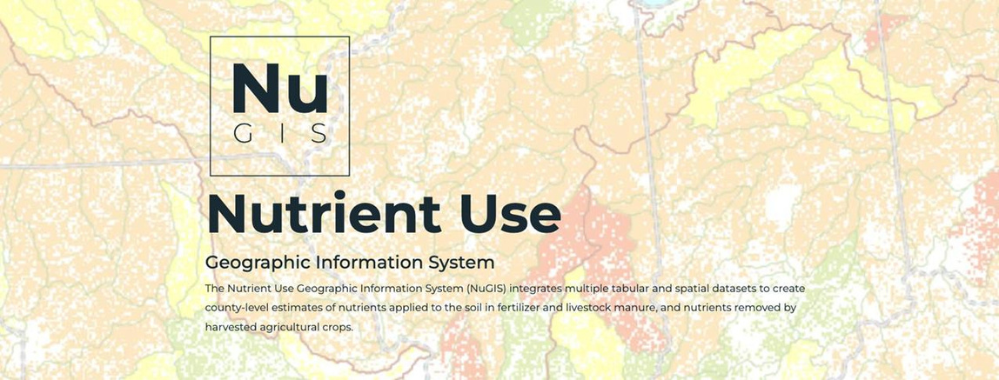 Nu
GIS
Nutrient Use
Geographic Information System
The Nutrient Use Geographic Information System (NuGIS) integrates multiple tabular and spatial datasets to create
county-level estimates of nutrients applied to the soil in fertilizer and livestock manure, and nutrients removed by
harvested agricultural crops.